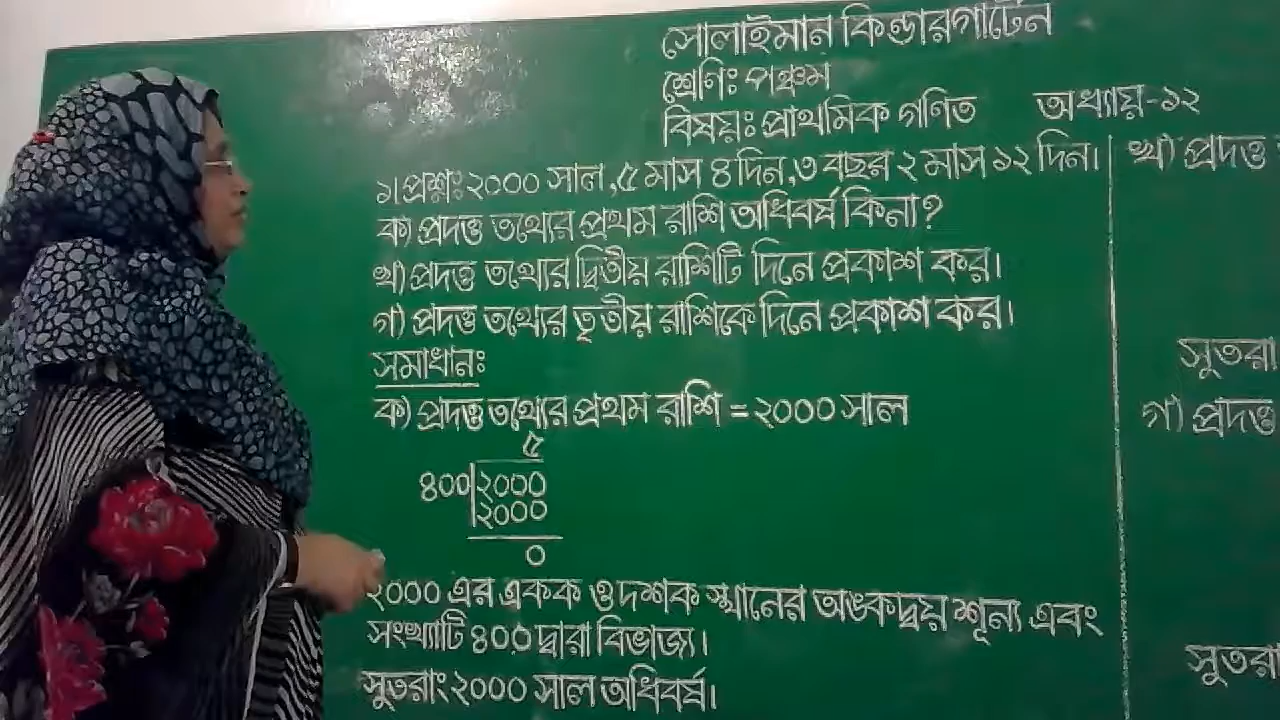 সোলাইমান কিন্ডারগার্টেন
শ্রেণিঃ পঞ্চম
বিষয়ঃ প্রাথমিক গণিত অধ্যায়-১২
১। প্রশ্নঃ ২০০০ সাল, ৫ মাস ৪ দিন, ৩ বছর ২ মাস ১২ দিন।
ক) প্রদত্ত তথ্যের প্রথম রাশি অধিবর্ষ কিনা?
খ) প্রদত্ত তথ্যের দ্বিতীয় রাশিটি দিনে প্রকাশ কর।
গ) প্রদত্ত তথ্যের তৃতীয় রাশিকে দিনে প্রকাশ কর।
সমাধানঃ
ক) প্রদত্ত তথ্যের প্রথম রাশি = ২০০০ সাল
৫
৪০০ ২০০০
২০০০
০
২০০০ এর একক ও দশক স্থানের অঙ্কদ্বয় শূন্য এবং
সংখ্যাটি ৪০০ দ্বারা বিভাজ্য।
সুতরাং ২০০০ সাল অধিবর্ষ।
খ) প্রদত্ত
সুতরা
গ) প্রদত্ত
সুতরা